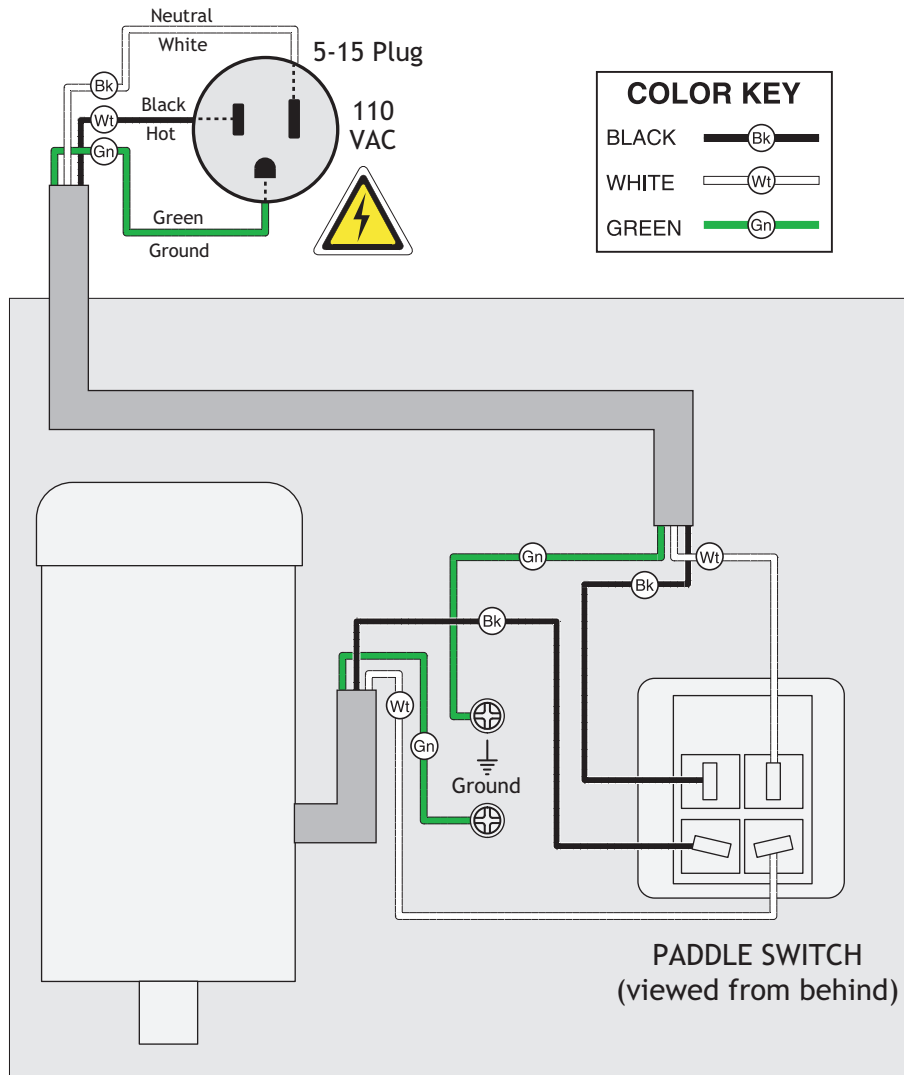 Neutral
White
5-15 Plug
Bk
Black
Wt
Hot
Gn
110
VAC
Green
Ground
COLOR KEY
BLACK Bk
WHITE Wt
GREEN Gn
Gn
Wt
Bk
Bk
Wt
Gn
Ground
PADDLE SWITCH
(viewed from behind)